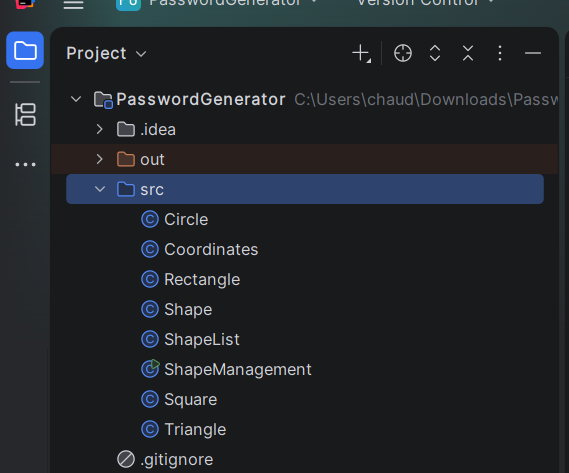 PasswordGenerator Version Control
Project
PasswordGenerator C:\Users\chaud\Downloads\Passw
.idea
out
src
C Circle
C Coordinates
C Rectangle
C Shape
C ShapeList
C ShapeManagement
C Square
C Triangle
.gitignore